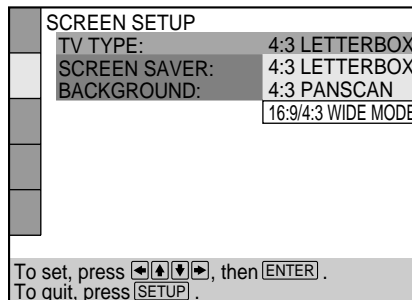 SCREEN SETUP
TV TYPE: 4:3 LETTERBOX
SCREEN SAVER: 4:3 LETTERBOX
BACKGROUND: 4:3 PANSCAN
16:9/4:3 WIDE MODE
To set, press ←↑↓→, then ENTER .
To quit, press SETUP .